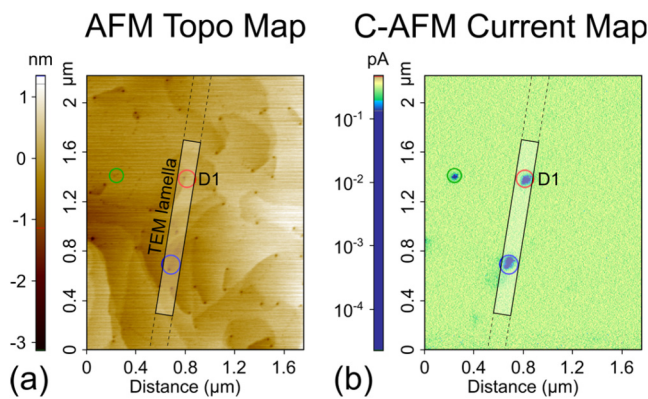 AFM Topo Map
C-AFM Current Map
nm
1
0
-1
-2
-3
µm
2
1.6
1.2
0.8
0.4
0
TEM lamella
D1
0
0.4
0.8
1.2
1.6
Distance (µm)
(a)
pA
10-1
10-2
10-3
10-4
µm
2
1.6
1.2
0.8
0.4
0
D1
0
0.4
0.8
1.2
1.6
Distance (µm)
(b)